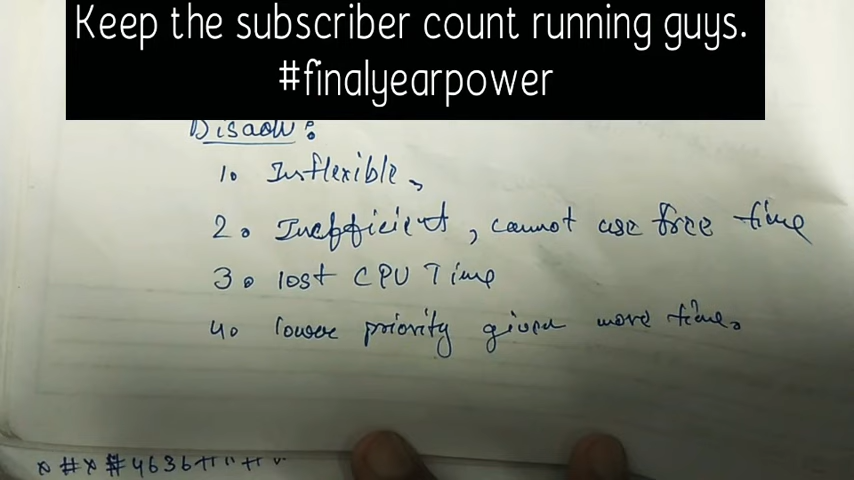 Keep the subscriber count running guys.
#finalyearpower
Disadv:
1. Inflexible,
2. Inefficient, cannot use free time
3. lost CPU Time
4. lower priority given more time.
*#*#4636#